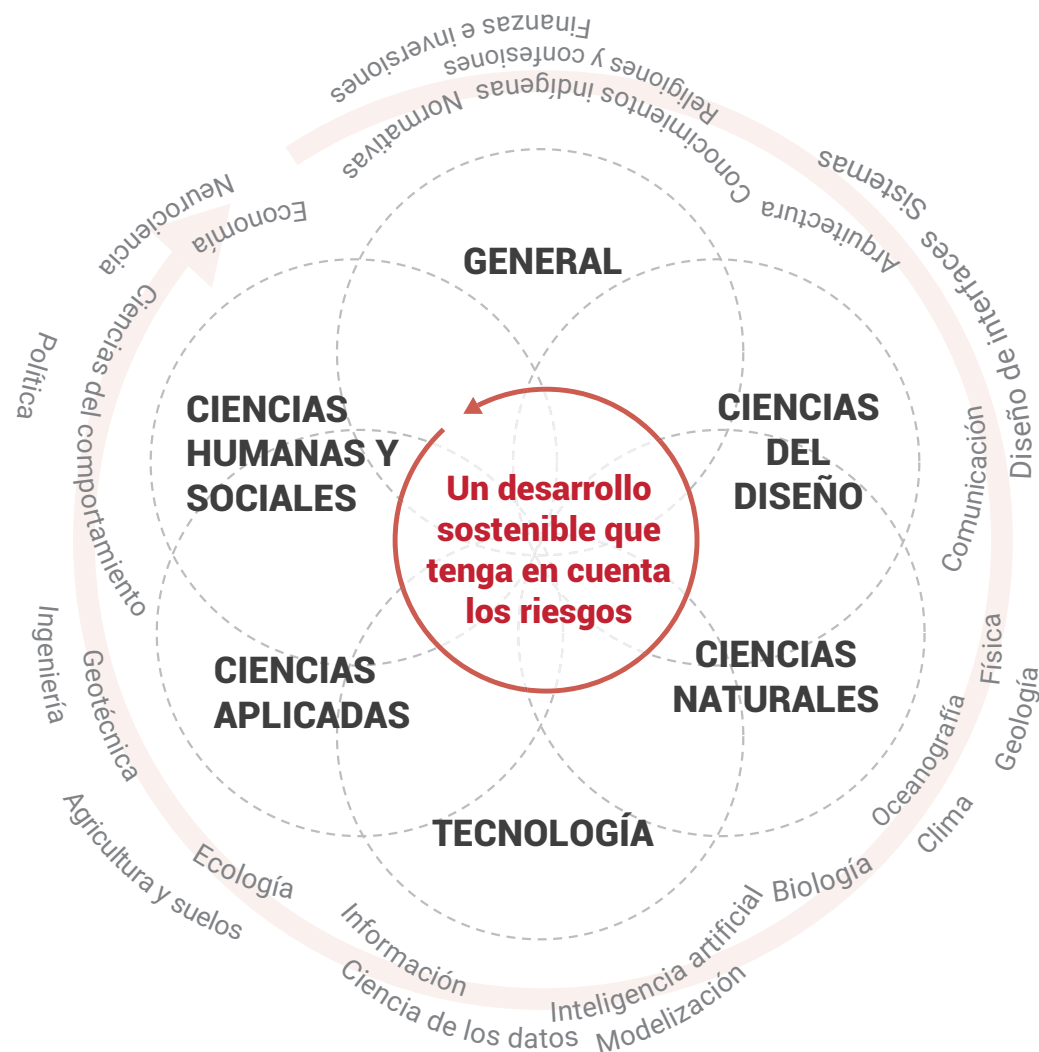 Finanzas e inversiones
Religiones y confesiones
Conocimientos indígenas
Normativas
Sistemas
Arquitectura
Diseño de interfaces
Comunicación
Neurociencia
Economía
Ciencias del comportamiento
Política
GENERAL
CIENCIAS
HUMANAS Y
SOCIALES
CIENCIAS
DEL
DISEÑO
Un desarrollo
sostenible que
tenga en cuenta
los riesgos
CIENCIAS
APLICADAS
CIENCIAS
NATURALES
TECNOLOGÍA
Física
Geología
Oceanografía
Clima
Biología
Ingeniería
Geotécnica
Agricultura y suelos
Ecología
Información
Ciencia de los datos
Inteligencia artificial
Modelización